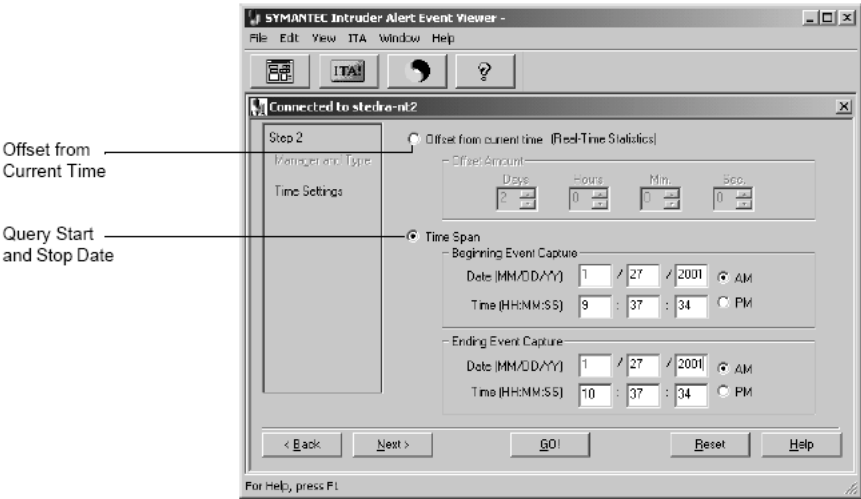 SYMANTEC Intruder Alert Event Viewer -
File Edit View ITA Window Help
ITA!
Connected to stedra-nt2
Offset from
Current Time
Query Start
and Stop Date
Step 2
Manager and Type
Time Settings
Offset from current time (Real-Time Statistics)
Offset Amount
Days Hours Min. Sec.
2 0 0 0
Time Span
Beginning Event Capture
Date (MM/DD/YY) 1 / 27 / 2001 AM
Time (HH:MM:SS) 9 : 37 : 34 PM
Ending Event Capture
Date (MM/DD/YY) 1 / 27 / 2001 AM
Time (HH:MM:SS) 10 : 37 : 34 PM
< Back Next > GO! Reset Help
For Help, press F1